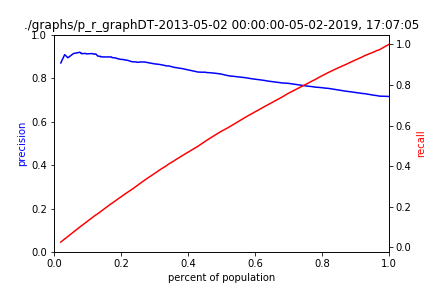 ./graphs/p_r_graphDT-2013-05-02 00:00:00-05-02-2019, 17:07:05
1.0
0.8
0.6
0.4
0.2
0.0
precision
0.0 0.2 0.4 0.6 0.8 1.0
percent of population
1.0
0.8
0.6
0.4
0.2
0.0
recall